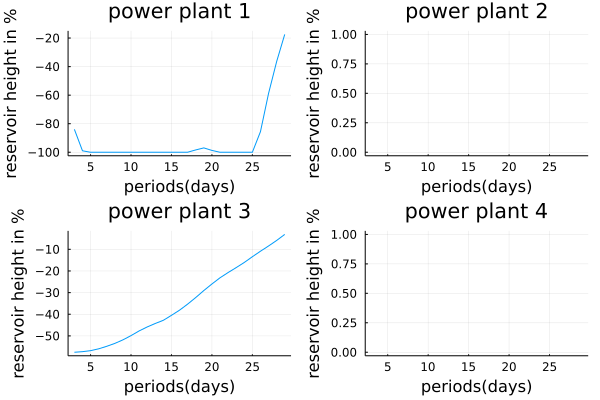 power plant 1
reservoir height in %
−20
−40
−60
−80
−100
5 10 15 20 25
periods(days)
power plant 2
reservoir height in %
1.00
0.75
0.50
0.25
0.00
5 10 15 20 25
periods(days)
power plant 3
reservoir height in %
−10
−20
−30
−40
−50
5 10 15 20 25
periods(days)
power plant 4
reservoir height in %
1.00
0.75
0.50
0.25
0.00
5 10 15 20 25
periods(days)